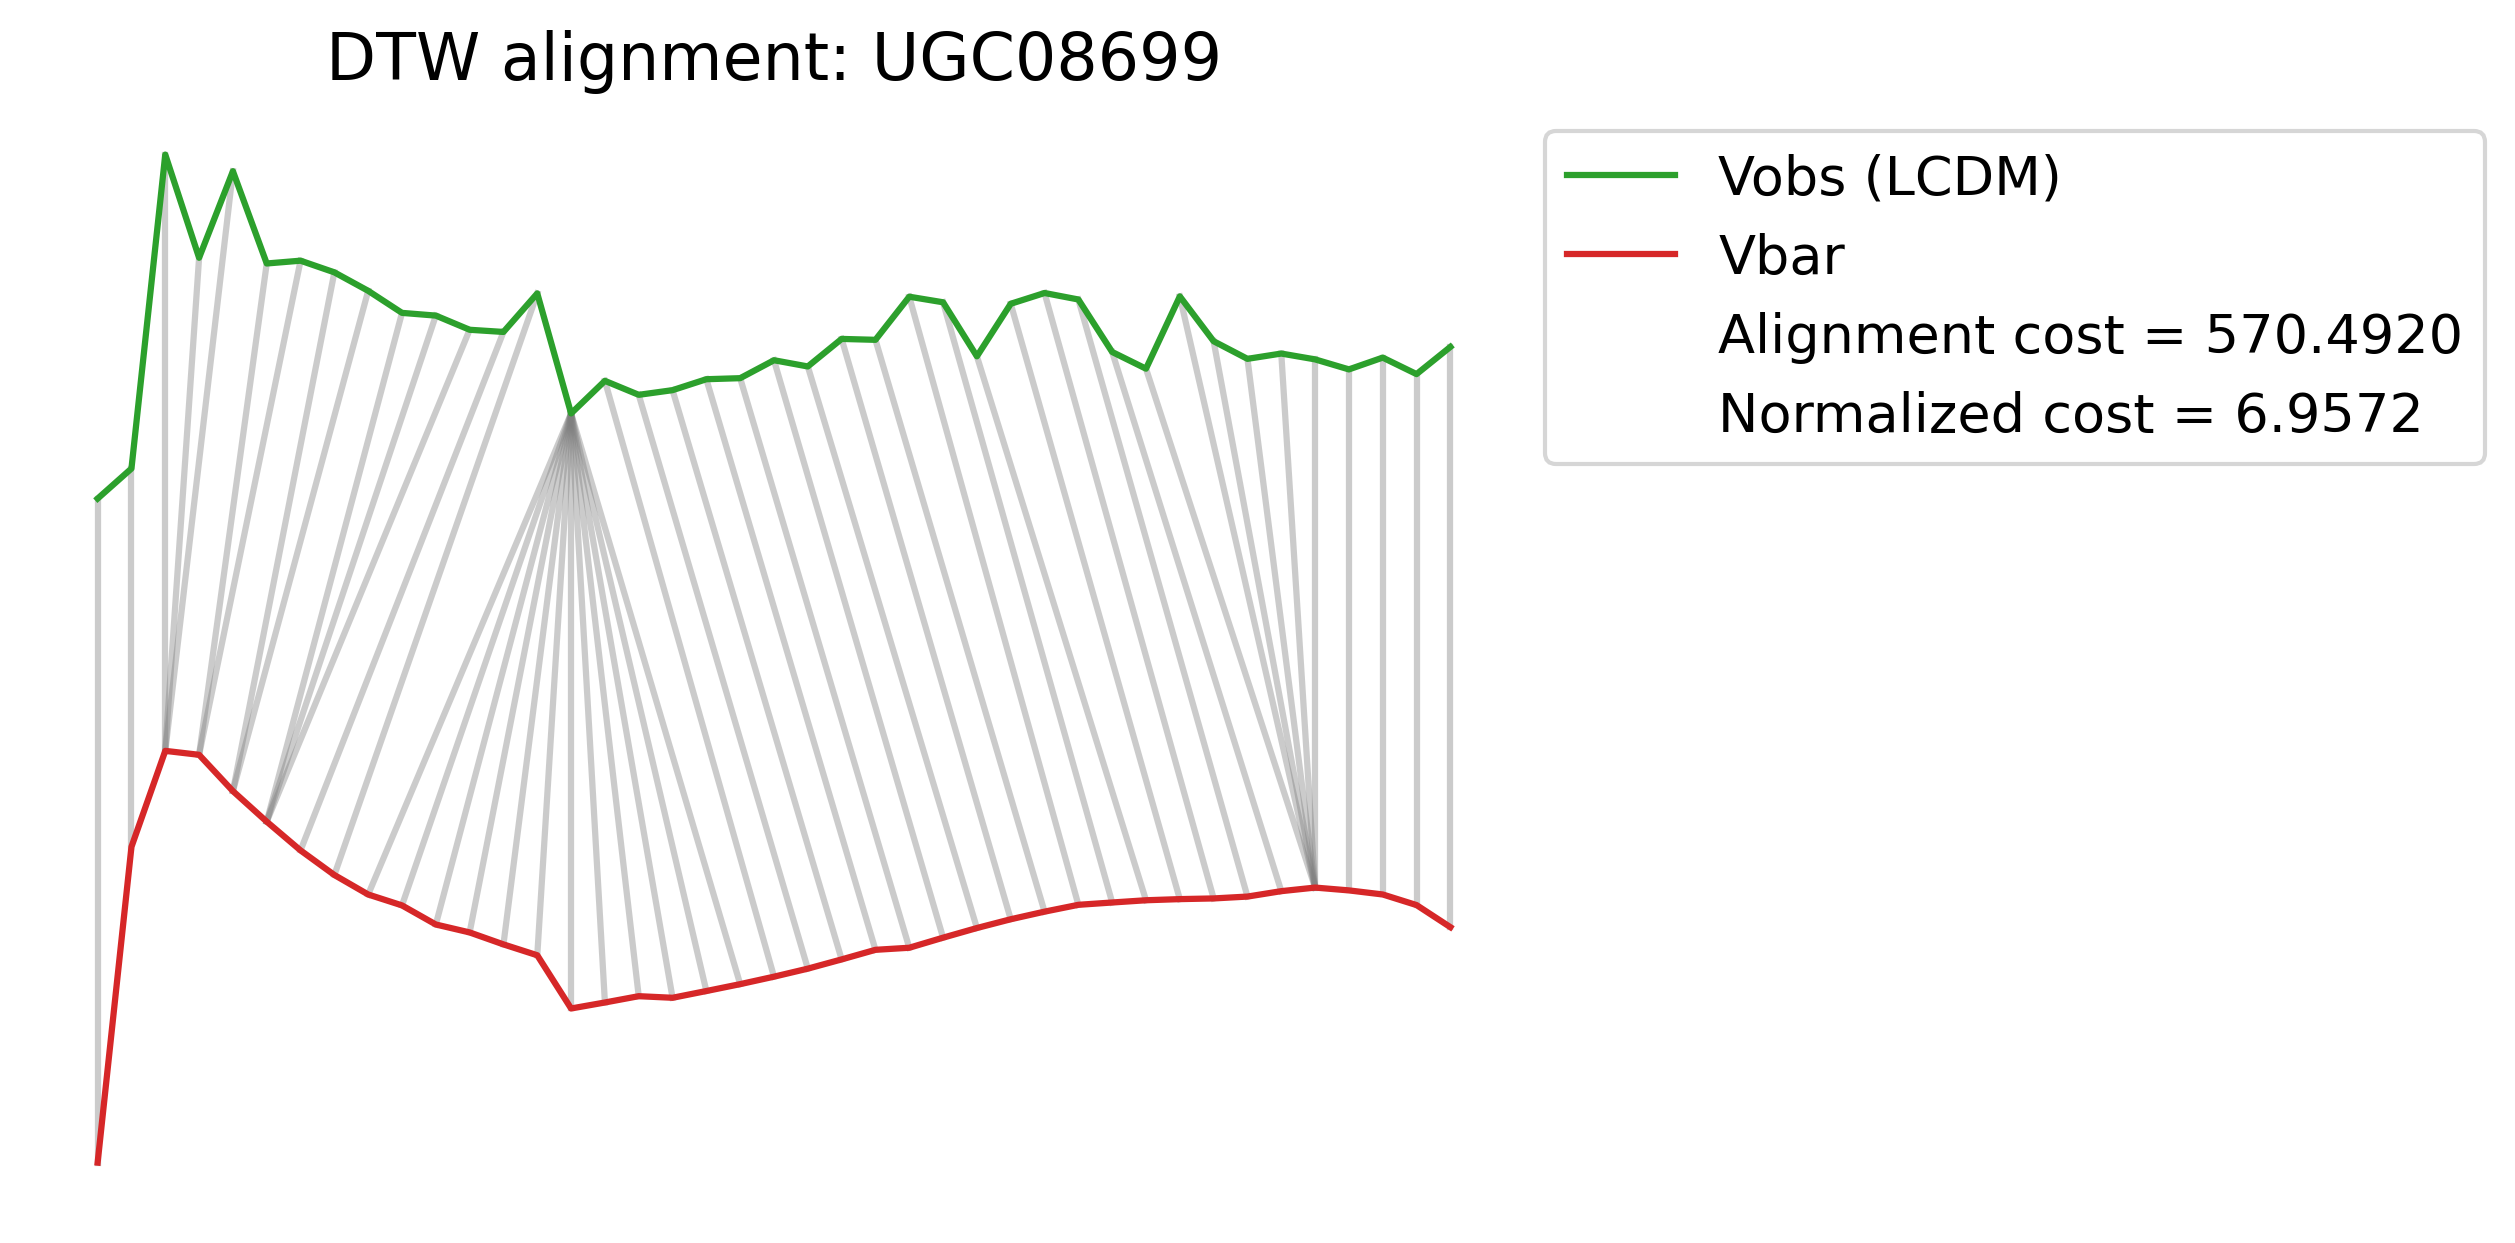 DTW alignment: UGC08699
Vobs (LCDM)
Vbar
Alignment cost = 570.4920
Normalized cost = 6.9572